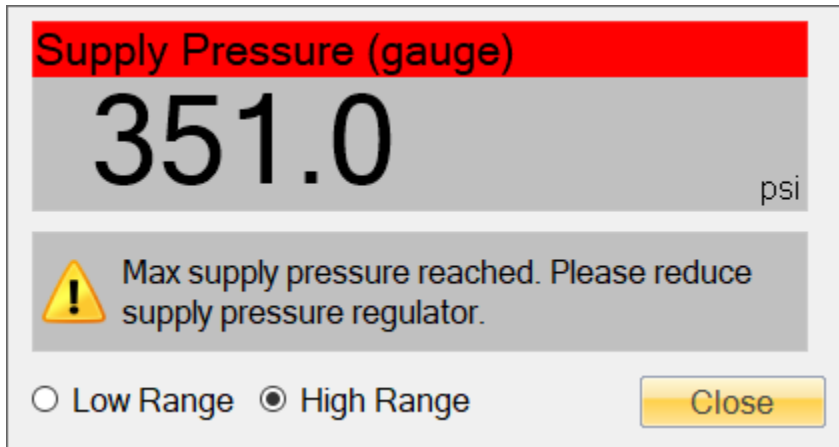 Supply Pressure (gauge)
351.0
psi
Max supply pressure reached. Please reduce
supply pressure regulator.
Low Range High Range Close